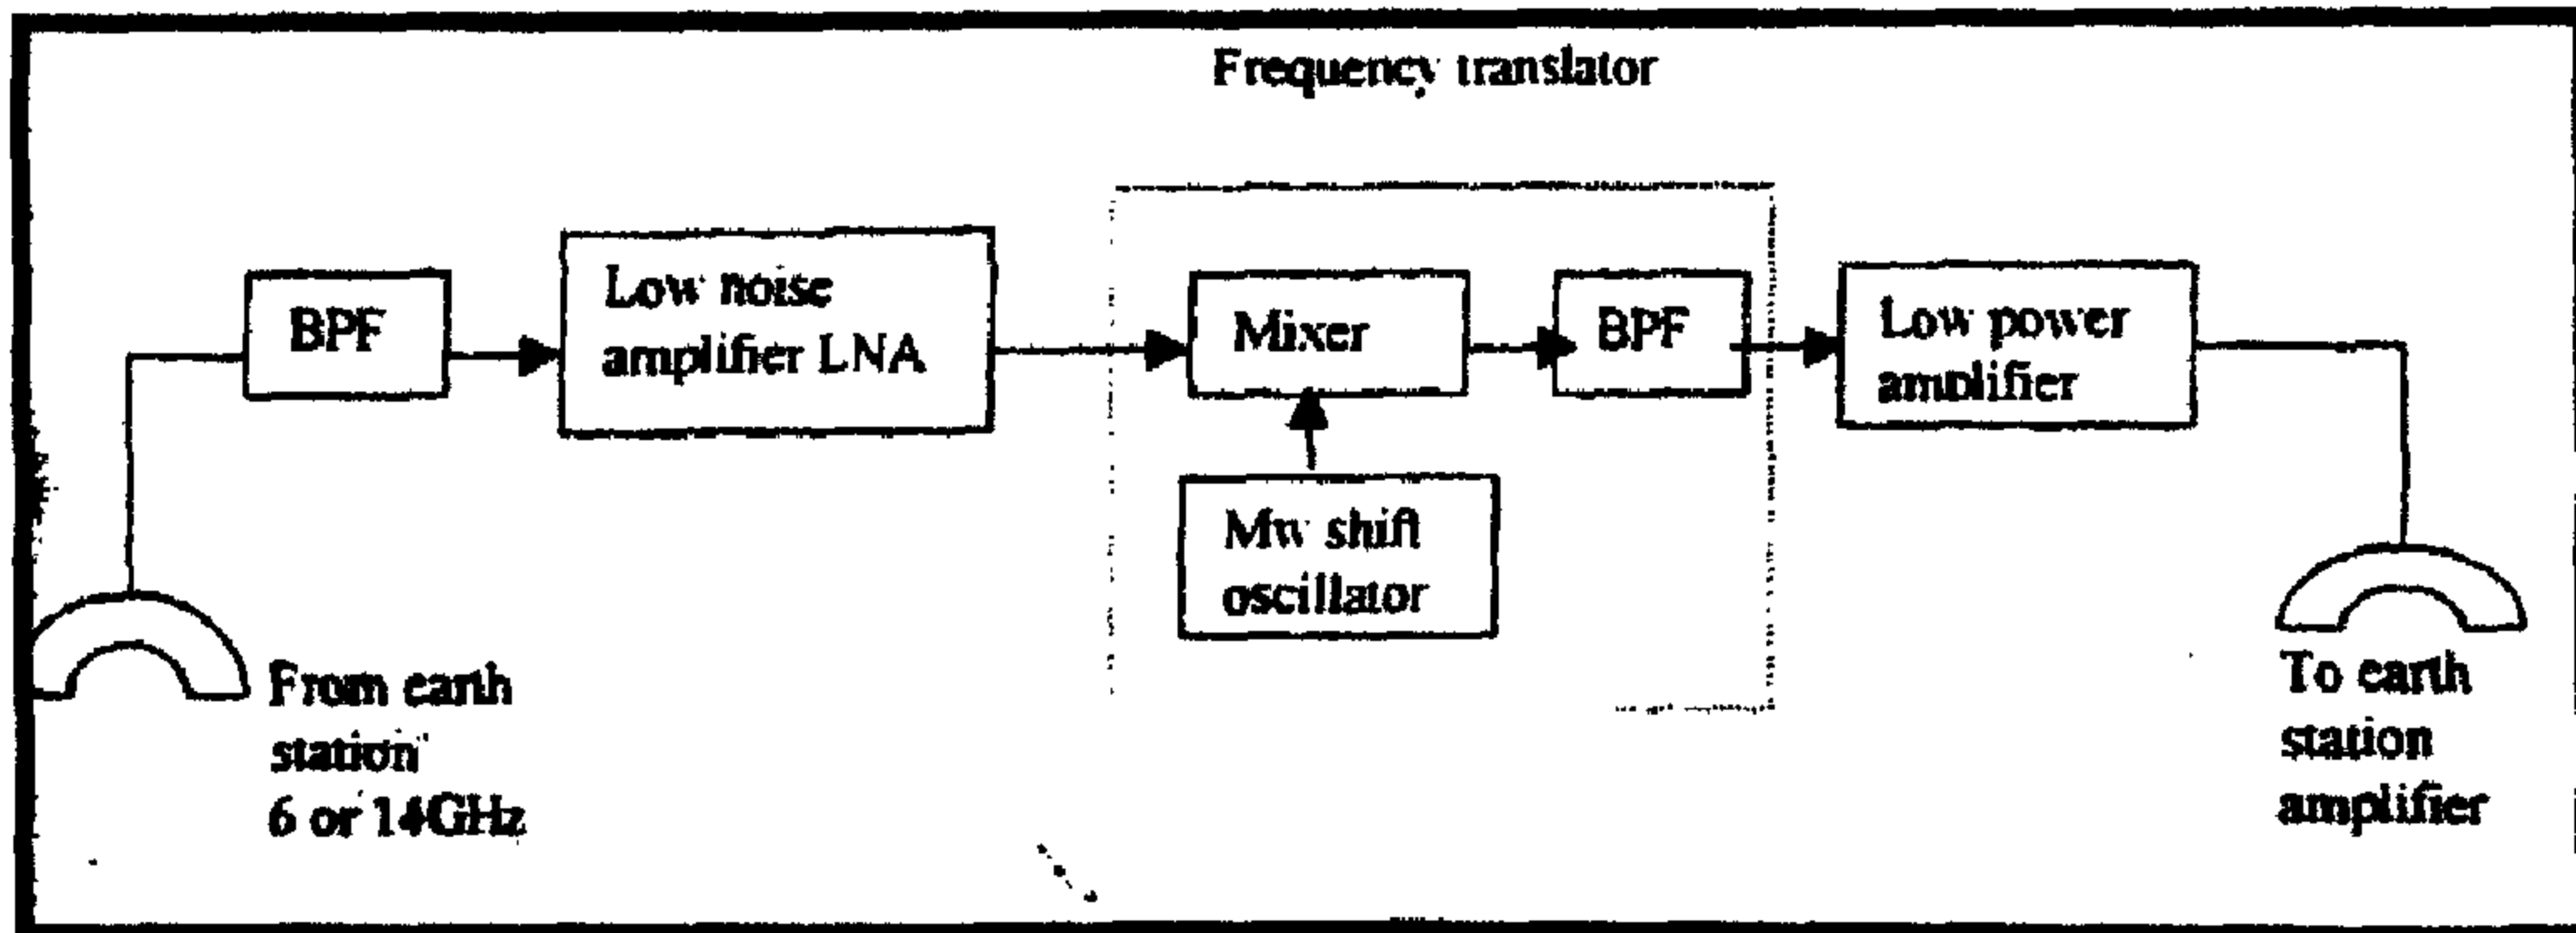 Frequency translator
BPF
Low noise
amplifier LNA
Mixer
BPF
Low power
amplifier
Mw shift
oscillator
From earth
station
6 or 14GHz
To earth
station
amplifier